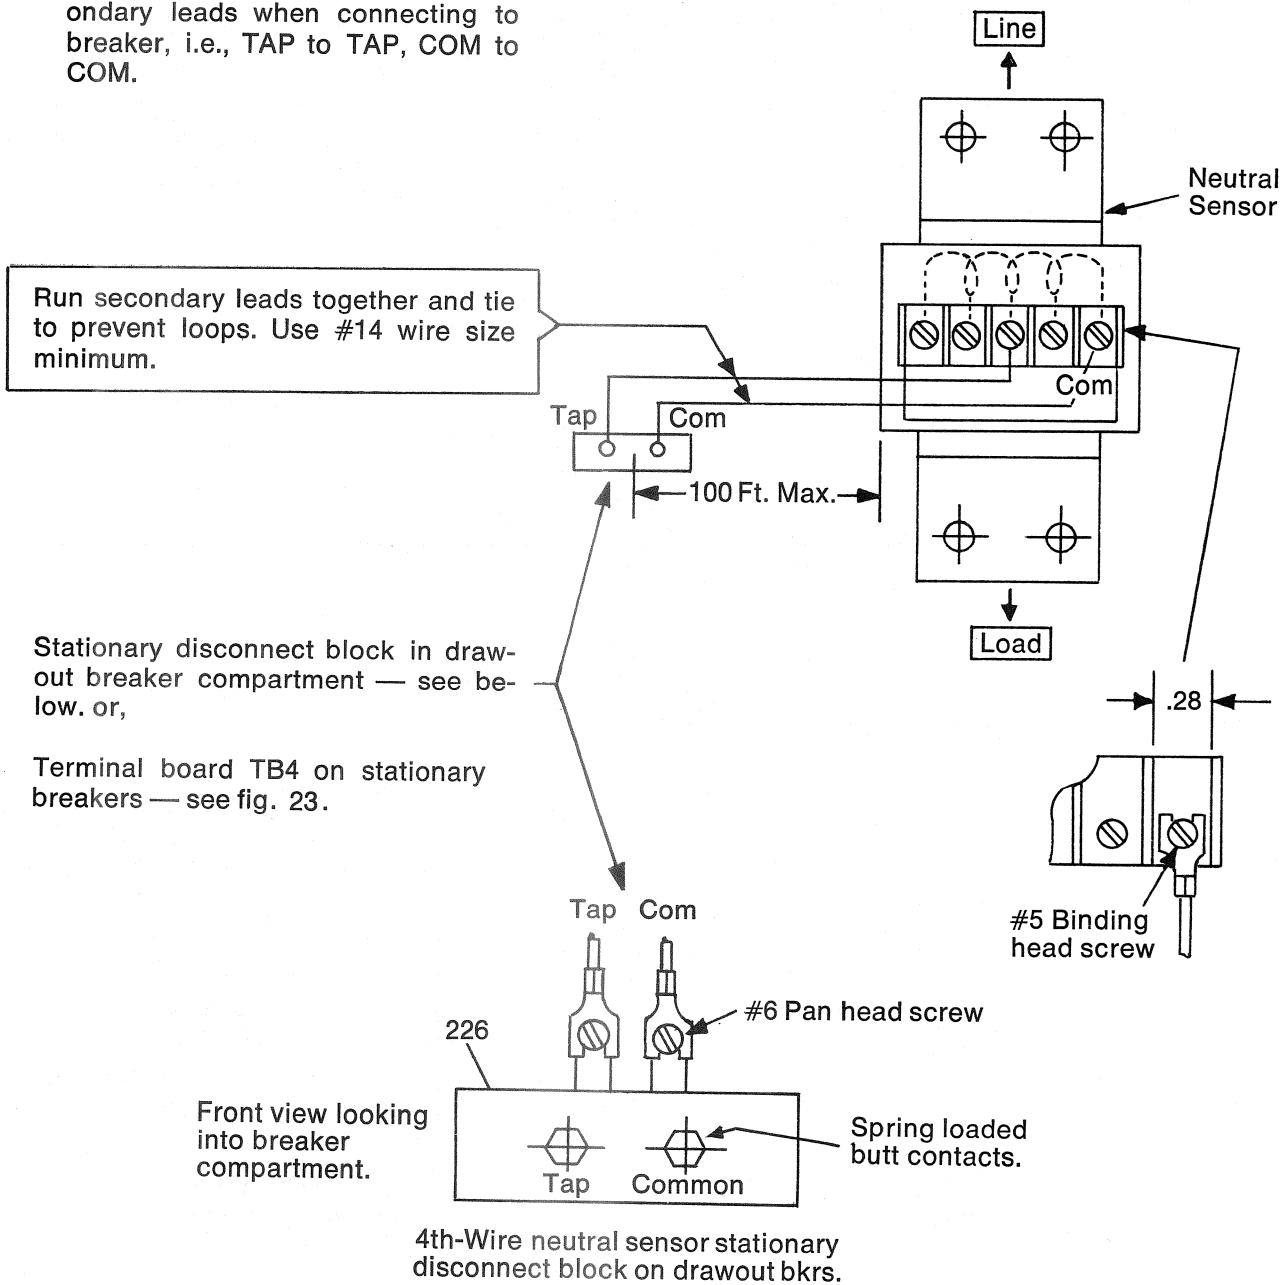 ondary leads when connecting to
breaker, i.e., TAP to TAP, COM to
COM.
Line
Neutral
Sensor
Run secondary leads together and tie
to prevent loops. Use #14 wire size
minimum.
Com
Tap
Com
100 Ft. Max.
Load
Stationary disconnect block in draw-
out breaker compartment — see be-
low. or,
Terminal board TB4 on stationary
breakers — see fig. 23.
.28
#5 Binding
head screw
Tap Com
#6 Pan head screw
226
Front view looking
into breaker
compartment.
Spring loaded
butt contacts.
Tap Common
4th-Wire neutral sensor stationary
disconnect block on drawout bkrs.